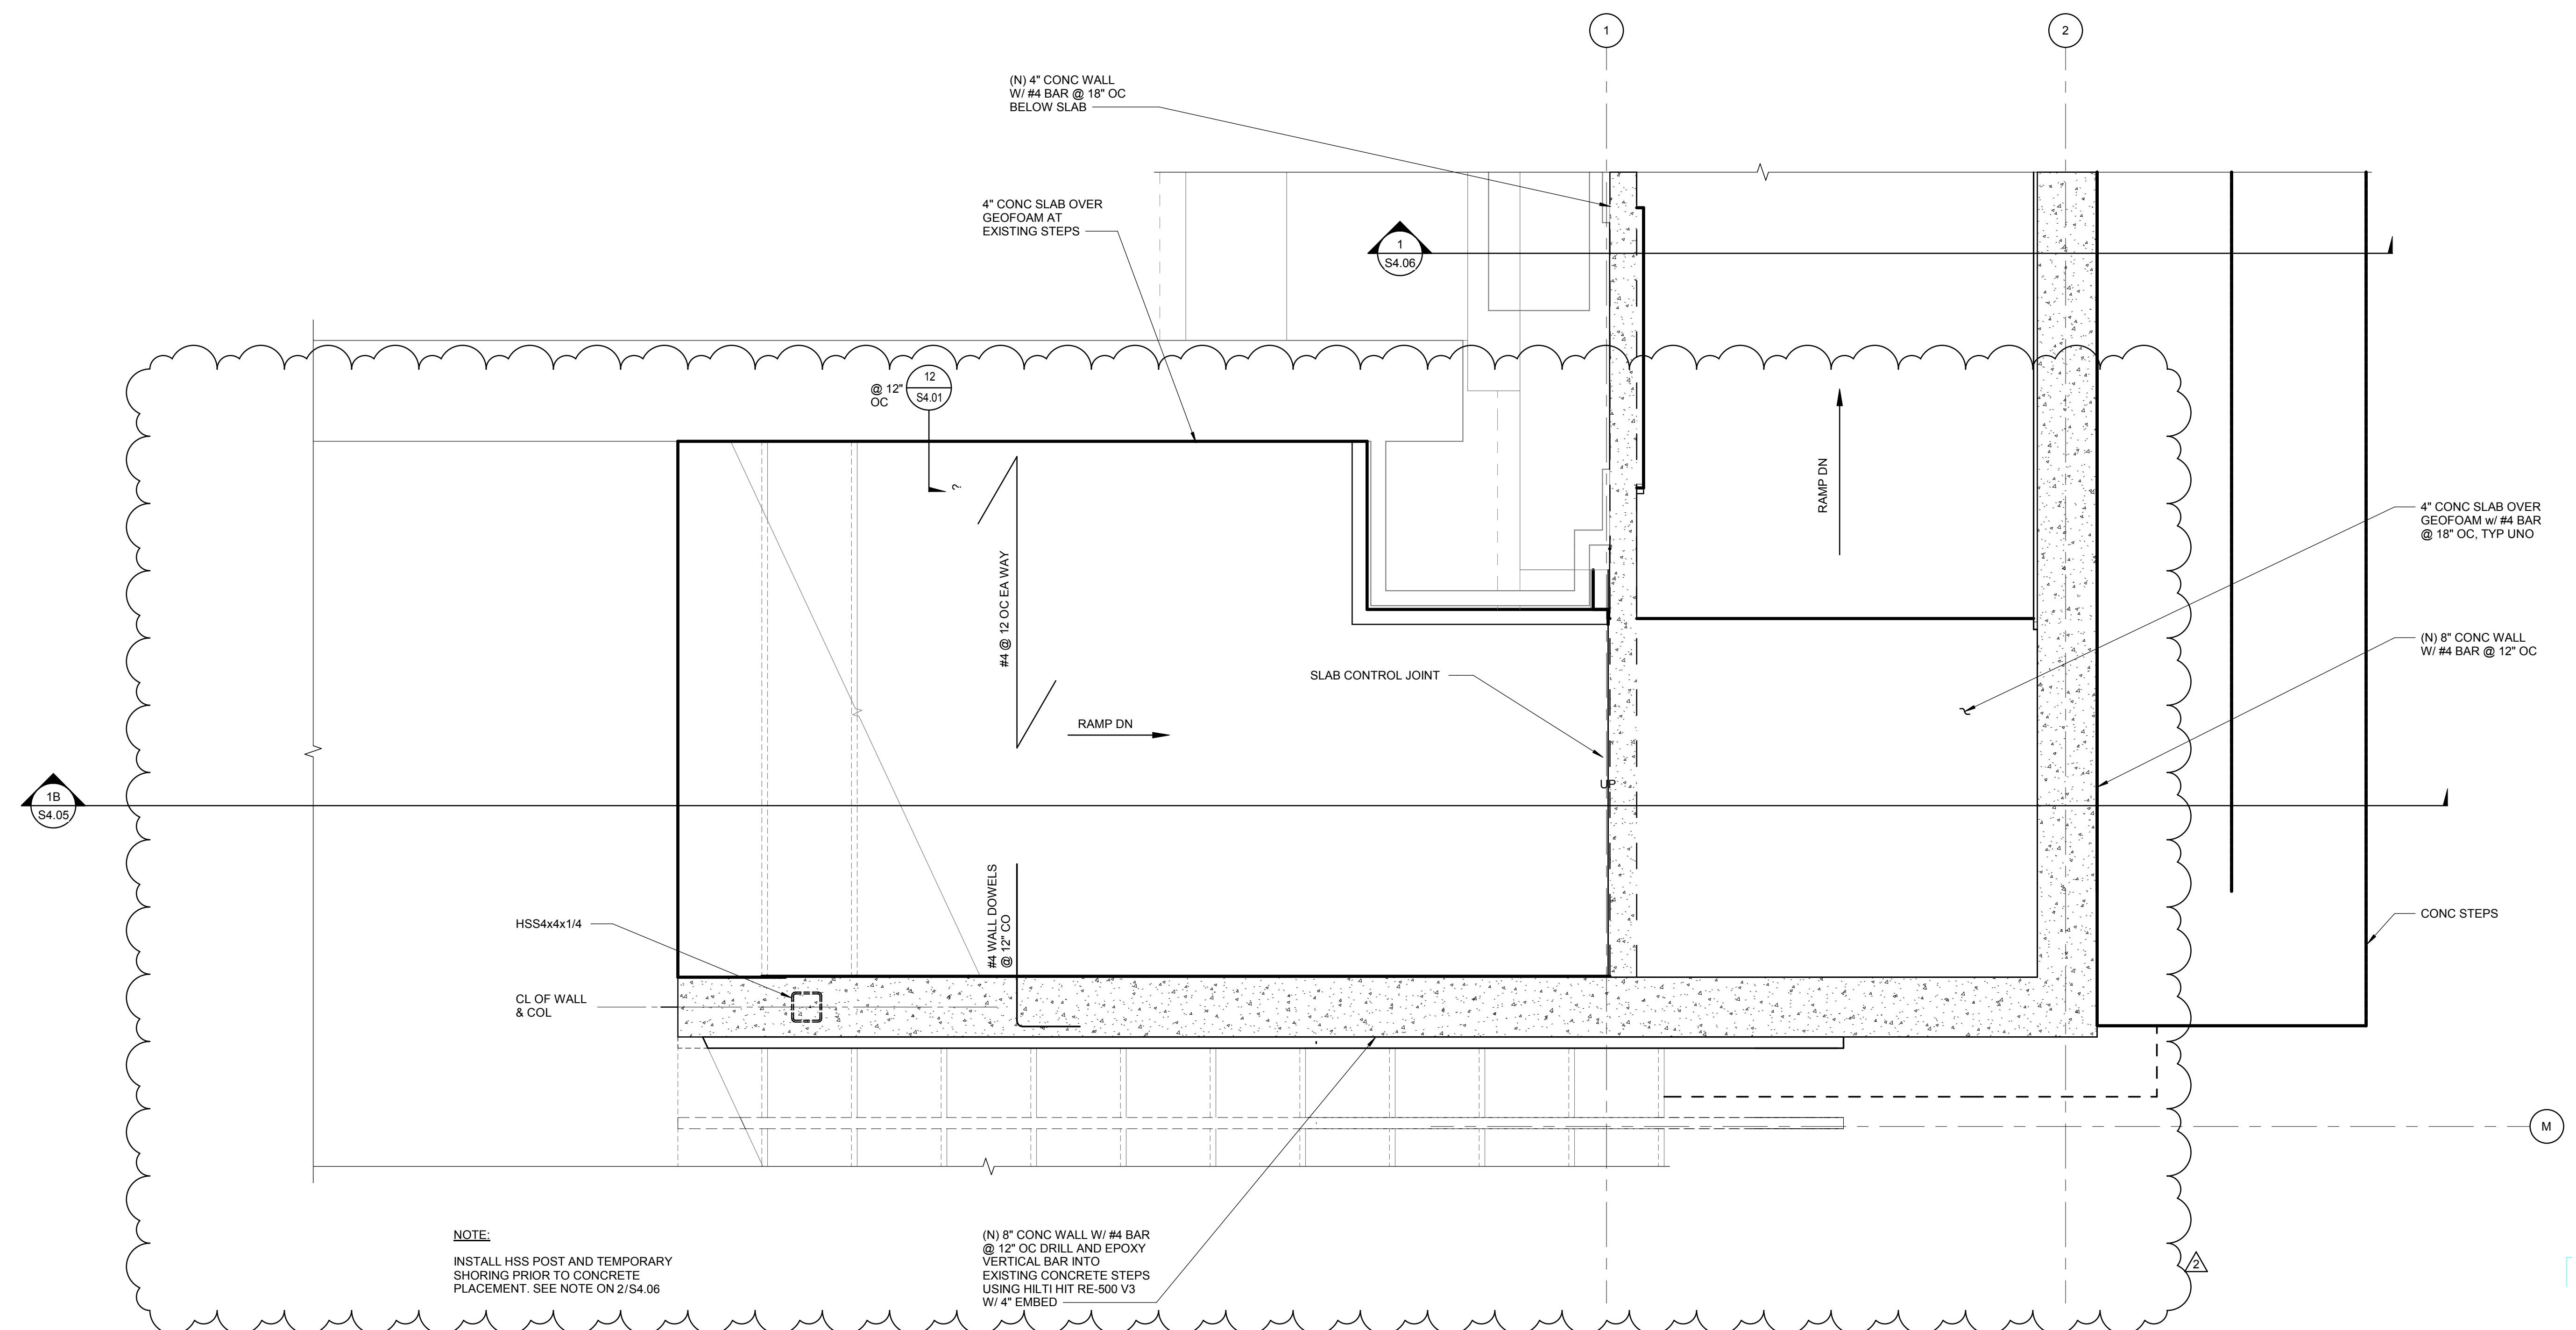 1
2
(N) 4" CONC WALL
W/ #4 BAR @ 18" OC
BELOW SLAB
4" CONC SLAB OVER
GEOFOAM AT
EXISTING STEPS
1
S4.06
@ 12"
OC
12
S4.01
?
#4 @ 12 OC EA WAY
RAMP DN
RAMP DN
SLAB CONTROL JOINT
UP
4" CONC SLAB OVER
GEOFOAM w/ #4 BAR
@ 18" OC, TYP UNO
(N) 8" CONC WALL
W/ #4 BAR @ 12" OC
1B
S4.05
#4 WALL DOWELS
@ 12" CO
HSS4x4x1/4
CONC STEPS
CL OF WALL
& COL
M
NOTE:
INSTALL HSS POST AND TEMPORARY
SHORING PRIOR TO CONCRETE
PLACEMENT. SEE NOTE ON 2/S4.06
(N) 8" CONC WALL W/ #4 BAR
@ 12" OC DRILL AND EPOXY
VERTICAL BAR INTO
EXISTING CONCRETE STEPS
USING HILTI HIT RE-500 V3
W/ 4" EMBED
2